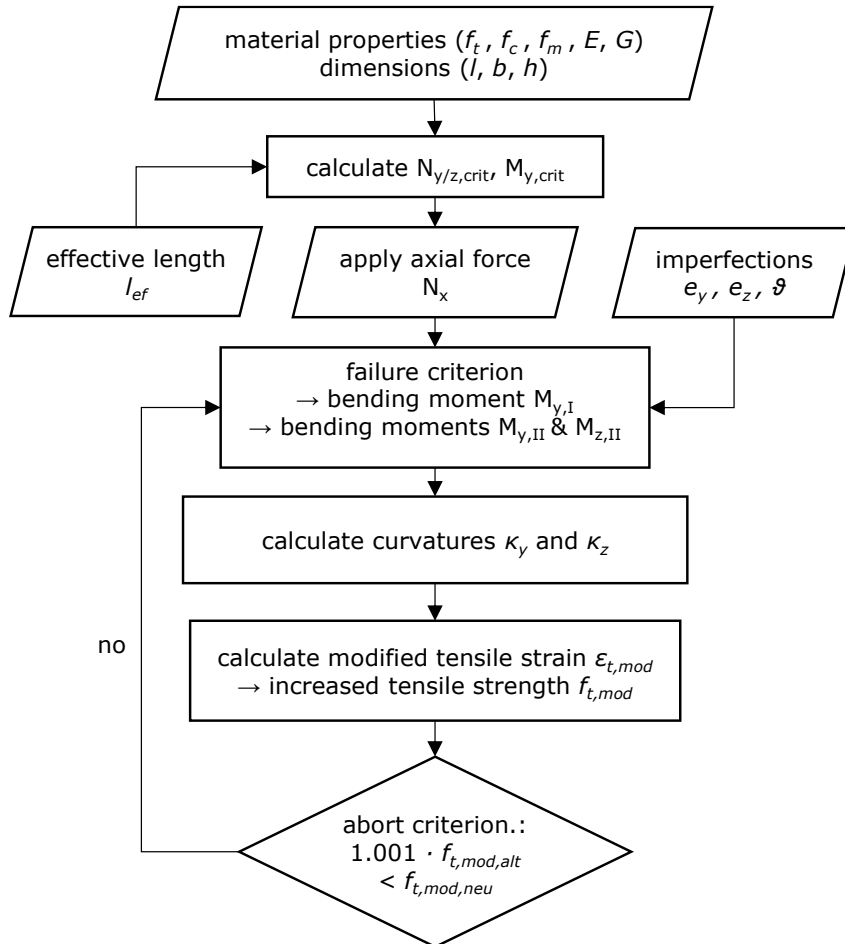 material properties (f_t , f_c , f_m , E, G)
dimensions (l, b, h)
calculate N_y/z,crit, M_y,crit
effective length
l_ef
apply axial force
N_x
imperfections
e_y , e_z , ϑ
failure criterion
→ bending moment M_y,I
→ bending moments M_y,II & M_z,II
calculate curvatures κ_y and κ_z
no
calculate modified tensile strain ε_t,mod
→ increased tensile strength f_t,mod
abort criterion.:
1.001 · f_t,mod,alt
< f_t,mod,neu